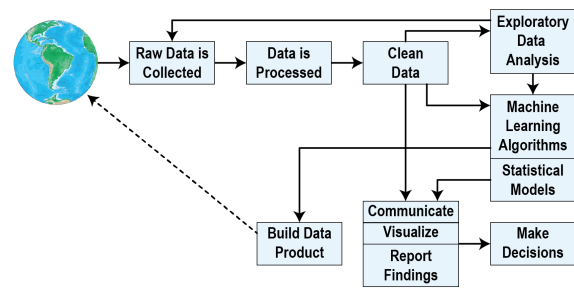 Raw Data is
Collected
Data is
Processed
Clean
Data
Exploratory
Data
Analysis
Machine
Learning
Algorithms
Statistical
Models
Build Data
Product
Communicate
Visualize
Report
Findings
Make
Decisions